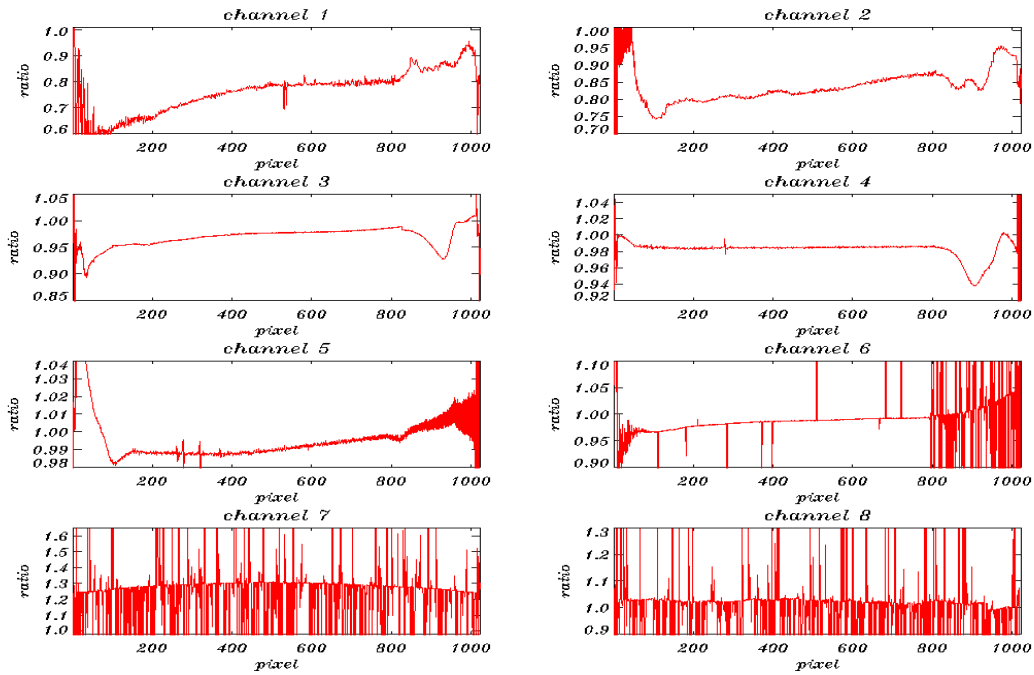 channel 1
1.0
0.9
0.8
0.7
0.6
ratio
200 400 600 800 1000
pixel
channel 2
1.00
0.95
0.90
0.85
0.80
0.75
0.70
ratio
200 400 600 800 1000
pixel
channel 3
1.05
1.00
0.95
0.90
0.85
ratio
200 400 600 800 1000
pixel
channel 4
1.04
1.02
1.00
0.98
0.96
0.94
0.92
ratio
200 400 600 800 1000
pixel
channel 5
1.04
1.03
1.02
1.01
1.00
0.99
0.98
ratio
200 400 600 800 1000
pixel
channel 6
1.10
1.05
1.00
0.95
0.90
ratio
200 400 600 800 1000
pixel
channel 7
1.6
1.5
1.4
1.3
1.2
1.1
1.0
ratio
200 400 600 800 1000
pixel
channel 8
1.3
1.2
1.1
1.0
0.9
ratio
200 400 600 800 1000
pixel